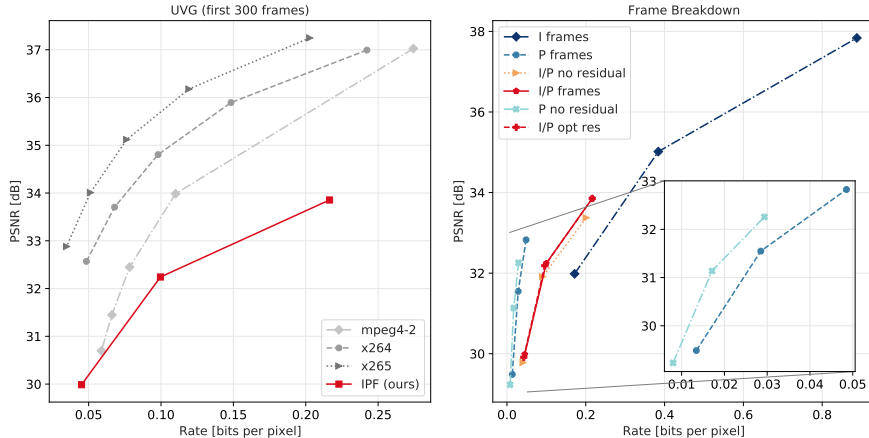 UVG (first 300 frames)
PSNR [dB]
37
36
35
34
33
32
31
30
0.05
0.10
0.15
0.20
0.25
Rate [bits per pixel]
mpeg4-2
x264
x265
IPF (ours)
Frame Breakdown
PSNR [dB]
38
36
34
32
30
0.0
0.2
0.4
0.6
0.8
Rate [bits per pixel]
I frames
P frames
I/P no residual
I/P frames
P no residual
I/P opt res
33
32
31
30
0.01
0.02
0.03
0.04
0.05